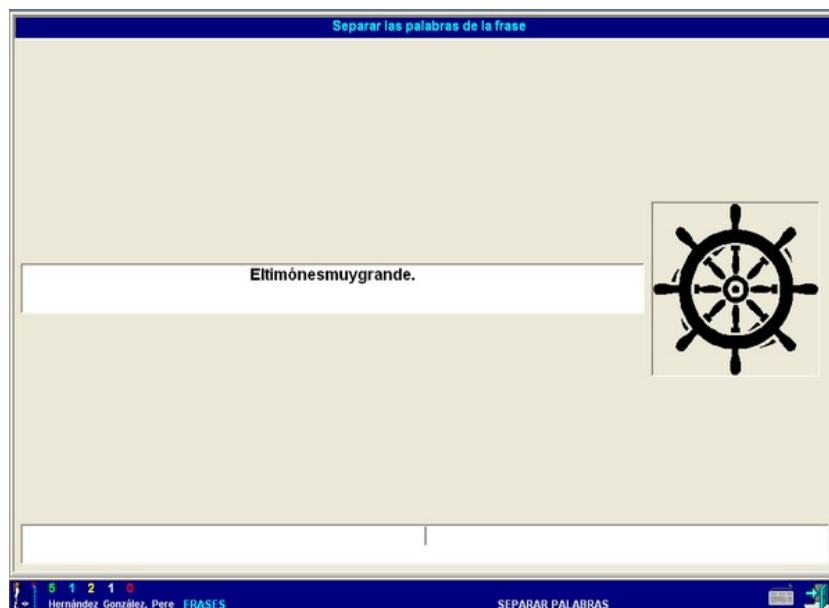 Separar las palabras de la frase
Eltimónesmuygrande.
5 1 2 1 0
Hernández González, Pere FRASES SEPARAR PALABRAS